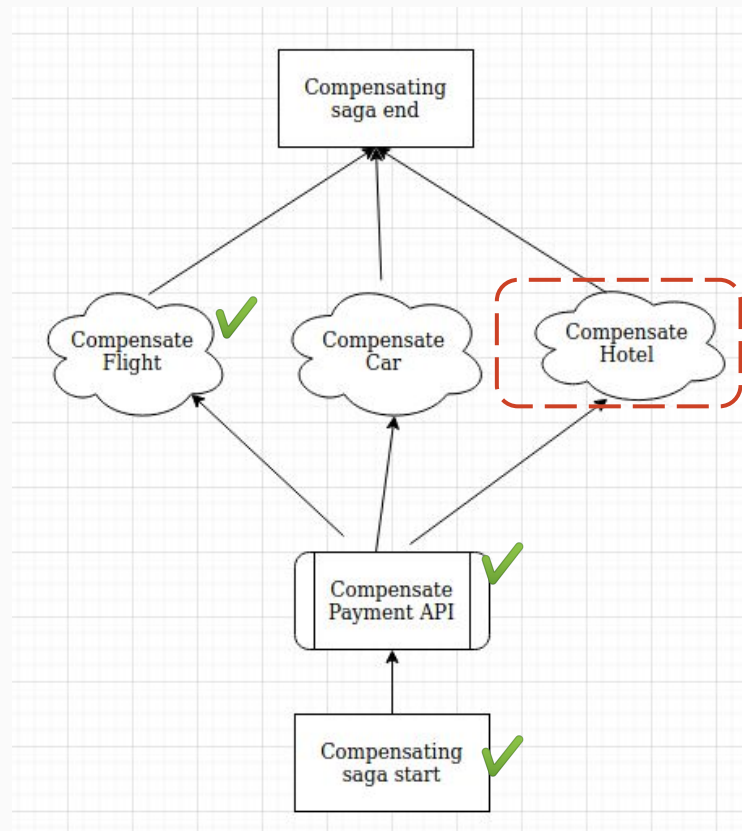 Compensating
saga end
Compensate
Flight
Compensate
Car
Compensate
Hotel
Compensate
Payment API
Compensating
saga start